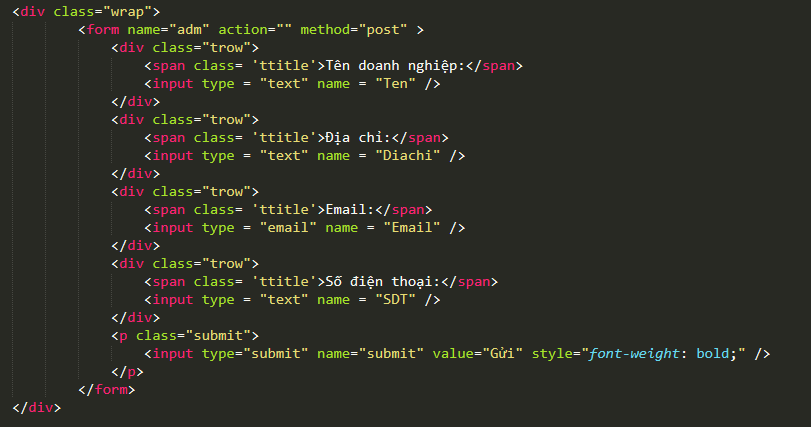 <div class="wrap">
<form name="adm" action="" method="post" >
<div class="trow">
<span class= 'ttitle'>Tên doanh nghiệp:</span>
<input type = "text" name = "Ten" />
</div>
<div class="trow">
<span class= 'ttitle'>Địa chỉ:</span>
<input type = "text" name = "Diachi" />
</div>
<div class="trow">
<span class= 'ttitle'>Email:</span>
<input type = "email" name = "Email" />
</div>
<div class="trow">
<span class= 'ttitle'>Số điện thoại:</span>
<input type = "text" name = "SDT" />
</div>
<p class="submit">
<input type="submit" name="submit" value="Gửi" style="font-weight: bold;" />
</p>
</form>
</div>